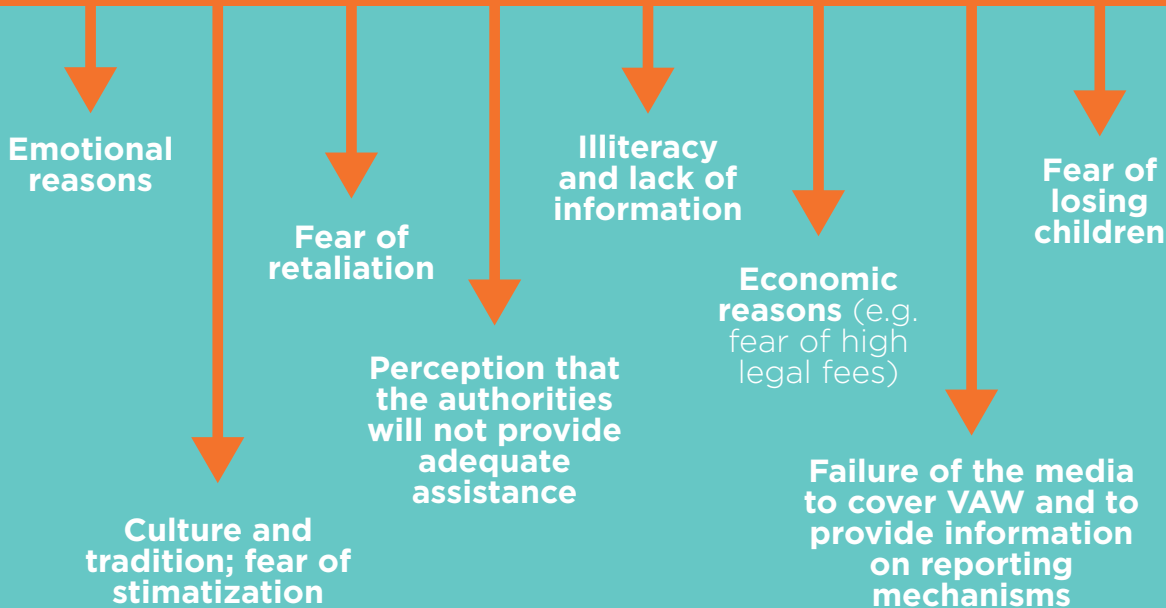 Emotional
reasons
Culture and
tradition; fear of
stimatization
Fear of
retaliation
Perception that
the authorities
will not provide
adequate
assistance
Illiteracy
and lack of
information
Economic
reasons (e.g.
fear of high
legal fees)
Failure of the media
to cover VAW and to
provide information
on reporting
mechanisms
Fear of
losing
children